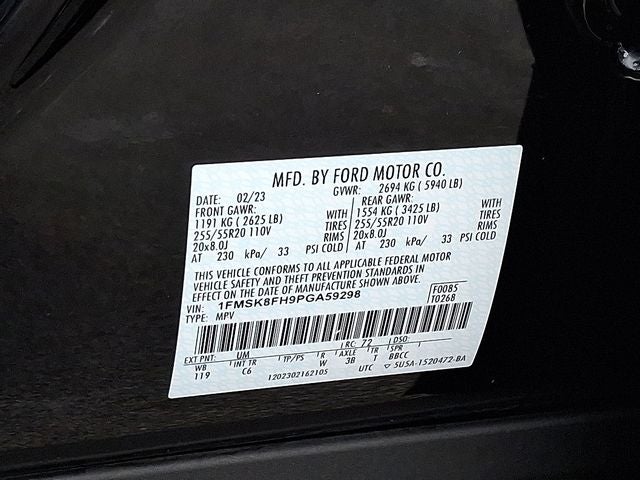 MFD. BY FORD MOTOR CO.
DATE: 02/23 GVWR: 2694 KG ( 5940 LB)
FRONT GAWR: REAR GAWR:
1191 KG ( 2625 LB) WITH 1554 KG ( 3425 LB) WITH
255/55R20 110V TIRES 255/55R20 110V TIRES
20x8.0J RIMS 20x8.0J RIMS
AT 230 kPa/ 33 PSI COLD AT 230 kPa/ 33 PSI COLD
THIS VEHICLE CONFORMS TO ALL APPLICABLE FEDERAL MOTOR
VEHICLE SAFETY AND THEFT PREVENTION STANDARDS IN
EFFECT ON THE DATE OF MANUFACTURE SHOWN ABOVE.
VIN: 1FMSK8FH9PGA59298 F0085
TYPE: MPV T0268
EXT PNT: UM RC: 72 DSO:
WB INT TR TP/PS R AXLE TR SPR
119 C6 W 3B T BBCC
1202302162105 UTC ▽ 5U5A-1520472-BA